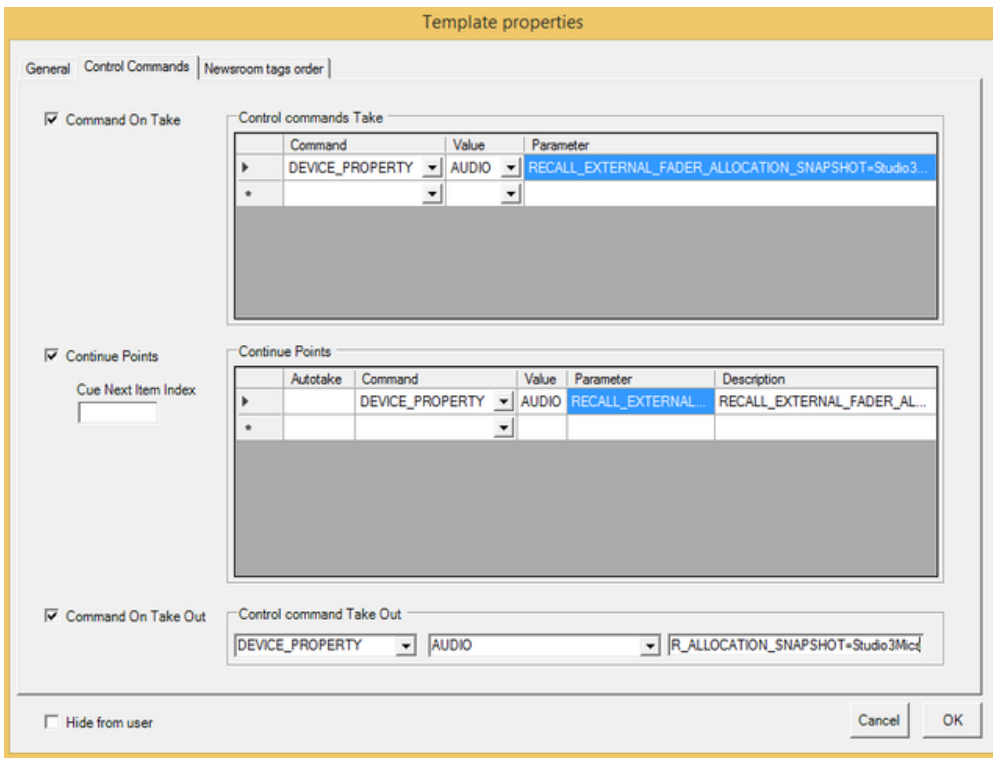 Template properties
General Control Commands Newsroom tags order
Command On Take
Control commands Take
Command Value Parameter
DEVICE_PROPERTY AUDIO RECALL_EXTERNAL_FADER_ALLOCATION_SNAPSHOT=Studio3...
*
Continue Points
Cue Next Item Index
Continue Points
Autotake Command Value Parameter Description
DEVICE_PROPERTY AUDIO RECALL_EXTERNAL... RECALL_EXTERNAL_FADER_AL...
*
Command On Take Out
Control command Take Out
DEVICE_PROPERTY AUDIO R_ALLOCATION_SNAPSHOT=Studio3Mics
Hide from user
Cancel OK